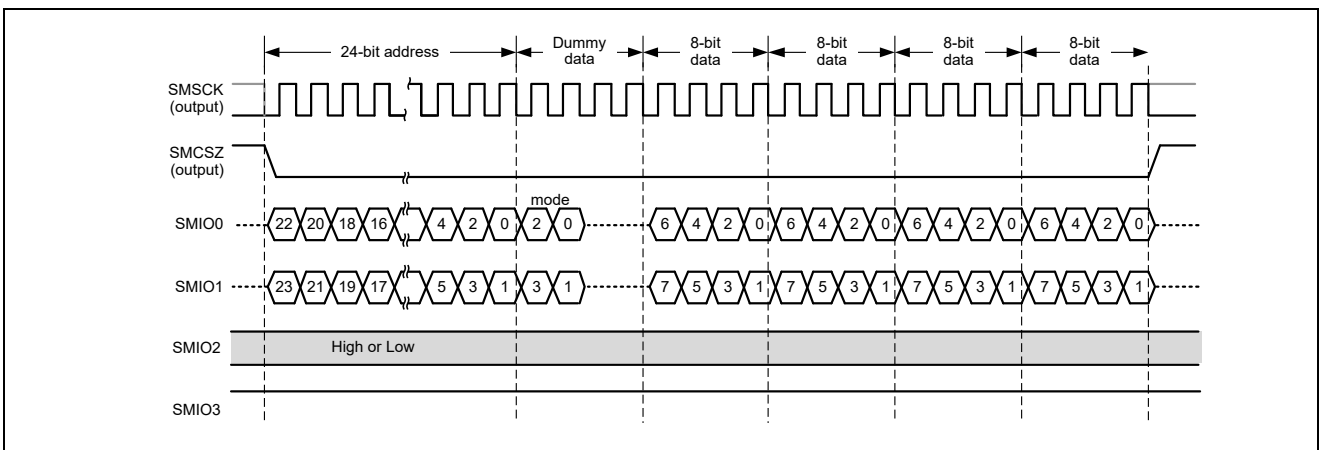 24-bit address
Dummy
data
8-bit
data
8-bit
data
8-bit
data
8-bit
data
SMSCK
(output)
SMCSZ
(output)
mode
SMIO0 22 20 18 16 4 2 0 2 0 6 4 2 0 6 4 2 0 6 4 2 0 6 4 2 0
SMIO1 23 21 19 17 5 3 1 3 1 7 5 3 1 7 5 3 1 7 5 3 1 7 5 3 1
SMIO2 High or Low
SMIO3